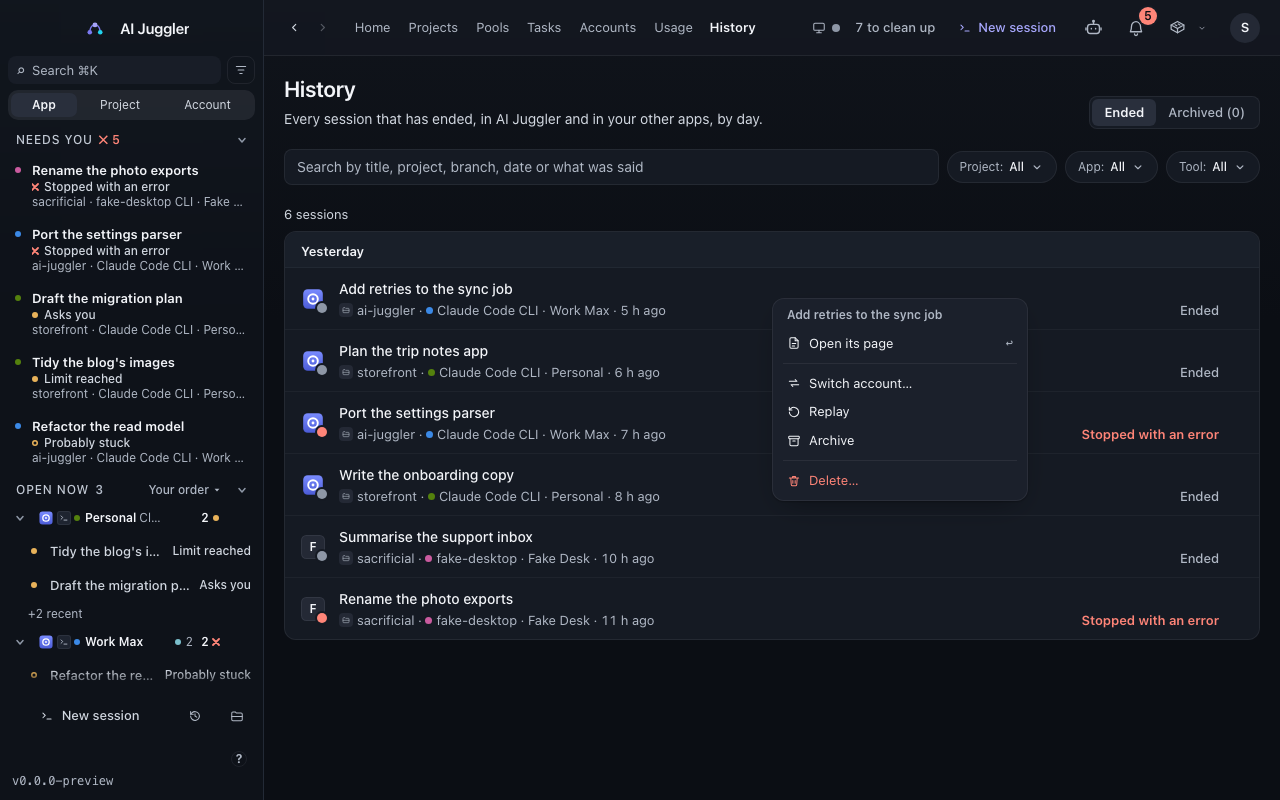 AI Juggler
Search ⌘K
App
Project
Account
NEEDS YOU 5
Rename the photo exports
Stopped with an error
sacrificial · fake-desktop CLI · Fake ...
Port the settings parser
Stopped with an error
ai-juggler · Claude Code CLI · Work ...
Draft the migration plan
Asks you
storefront · Claude Code CLI · Perso...
Tidy the blog's images
Limit reached
storefront · Claude Code CLI · Perso...
Refactor the read model
Probably stuck
ai-juggler · Claude Code CLI · Work ...
OPEN NOW 3 Your order
Personal Cl... 2
Tidy the blog's i... Limit reached
Draft the migration p... Asks you
+2 recent
Work Max 2 2
Refactor the re... Probably stuck
New session
?
v0.0.0-preview
Home Projects Pools Tasks Accounts Usage History
7 to clean up
New session
5
S
History
Every session that has ended, in AI Juggler and in your other apps, by day.
Ended
Archived (0)
Search by title, project, branch, date or what was said
Project: All
App: All
Tool: All
6 sessions
Yesterday
Add retries to the sync job
ai-juggler · Claude Code CLI · Work Max · 5 h ago
Ended
Plan the trip notes app
storefront · Claude Code CLI · Personal · 6 h ago
Ended
Port the settings parser
ai-juggler · Claude Code CLI · Work Max · 7 h ago
Stopped with an error
Write the onboarding copy
storefront · Claude Code CLI · Personal · 8 h ago
Ended
F
Summarise the support inbox
sacrificial · fake-desktop · Fake Desk · 10 h ago
Ended
F
Rename the photo exports
sacrificial · fake-desktop · Fake Desk · 11 h ago
Stopped with an error
Add retries to the sync job
Open its page ↩
Switch account...
Replay
Archive
Delete...